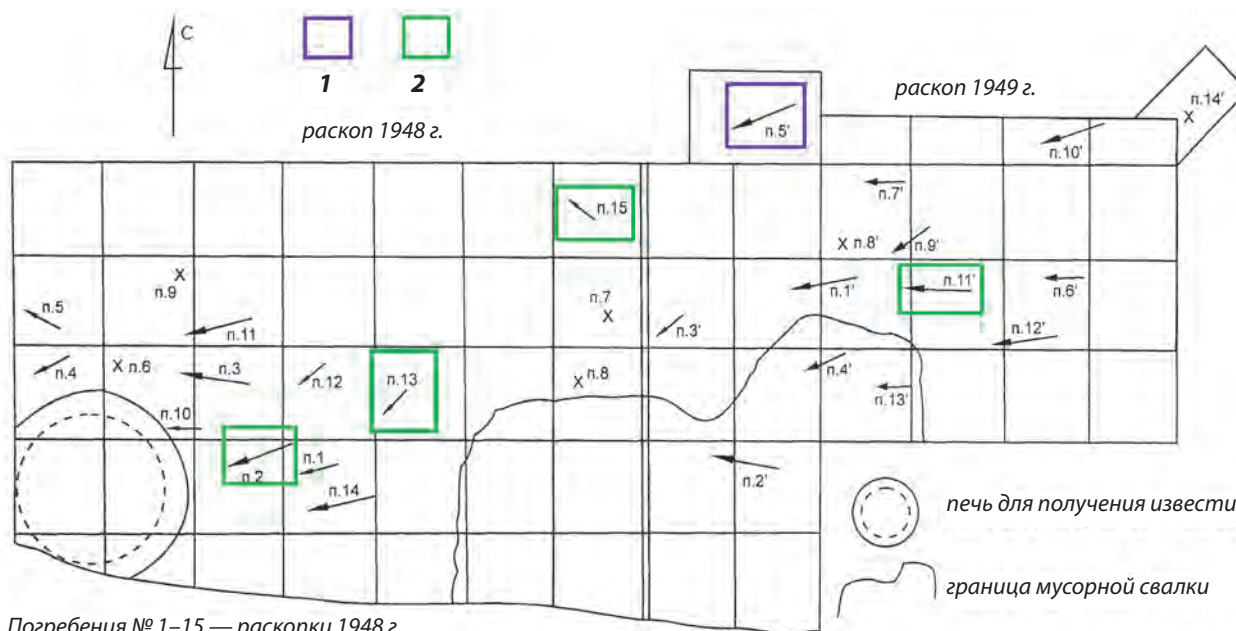 С
1 2
раскоп 1948 г.
раскоп 1949 г.
п.14'
п.5'
п.10'
п.7'
п.15
п.8' п.9'
п.5
п.9
п.7
п.1'
п.11'
п.6'
п.11
п.3'
п.12'
п.4
п.6
п.3
п.12
п.13
п.8
п.4'
п.13'
п.10
п.1
п.2
п.14
п.2'
печь для получения извести
граница мусорной свалки
Погребения № 1–15 — раскопки 1948 г.